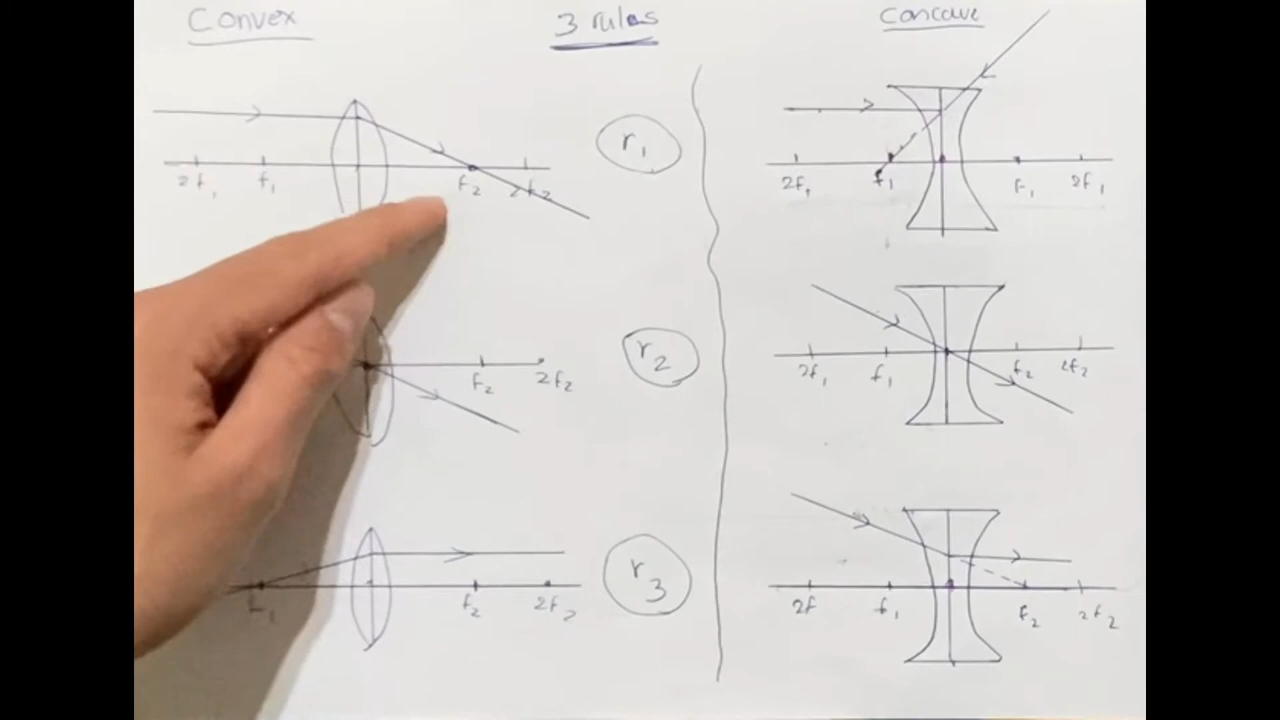 Convex
3 rules
Concave
r1
2f1 f1 f2 2f2
2f1 f1 f1 2f1
r2
f2 2f2
2f1 f1 f2 2f2
r3
f1 f2 2f2
2f f1 f2 2f2